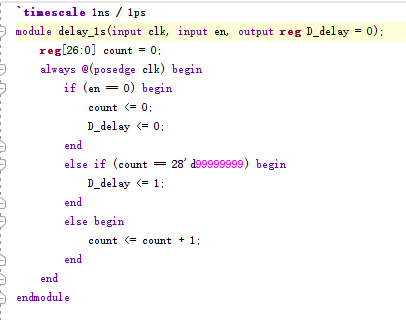 `timescale 1ns / 1ps
module delay_1s(input clk, input en, output reg D_delay = 0);
reg[26:0] count = 0;
always @(posedge clk) begin
if (en == 0) begin
count <= 0;
D_delay <= 0;
end
else if (count == 28'd99999999) begin
D_delay <= 1;
end
else begin
count <= count + 1;
end
end
endmodule